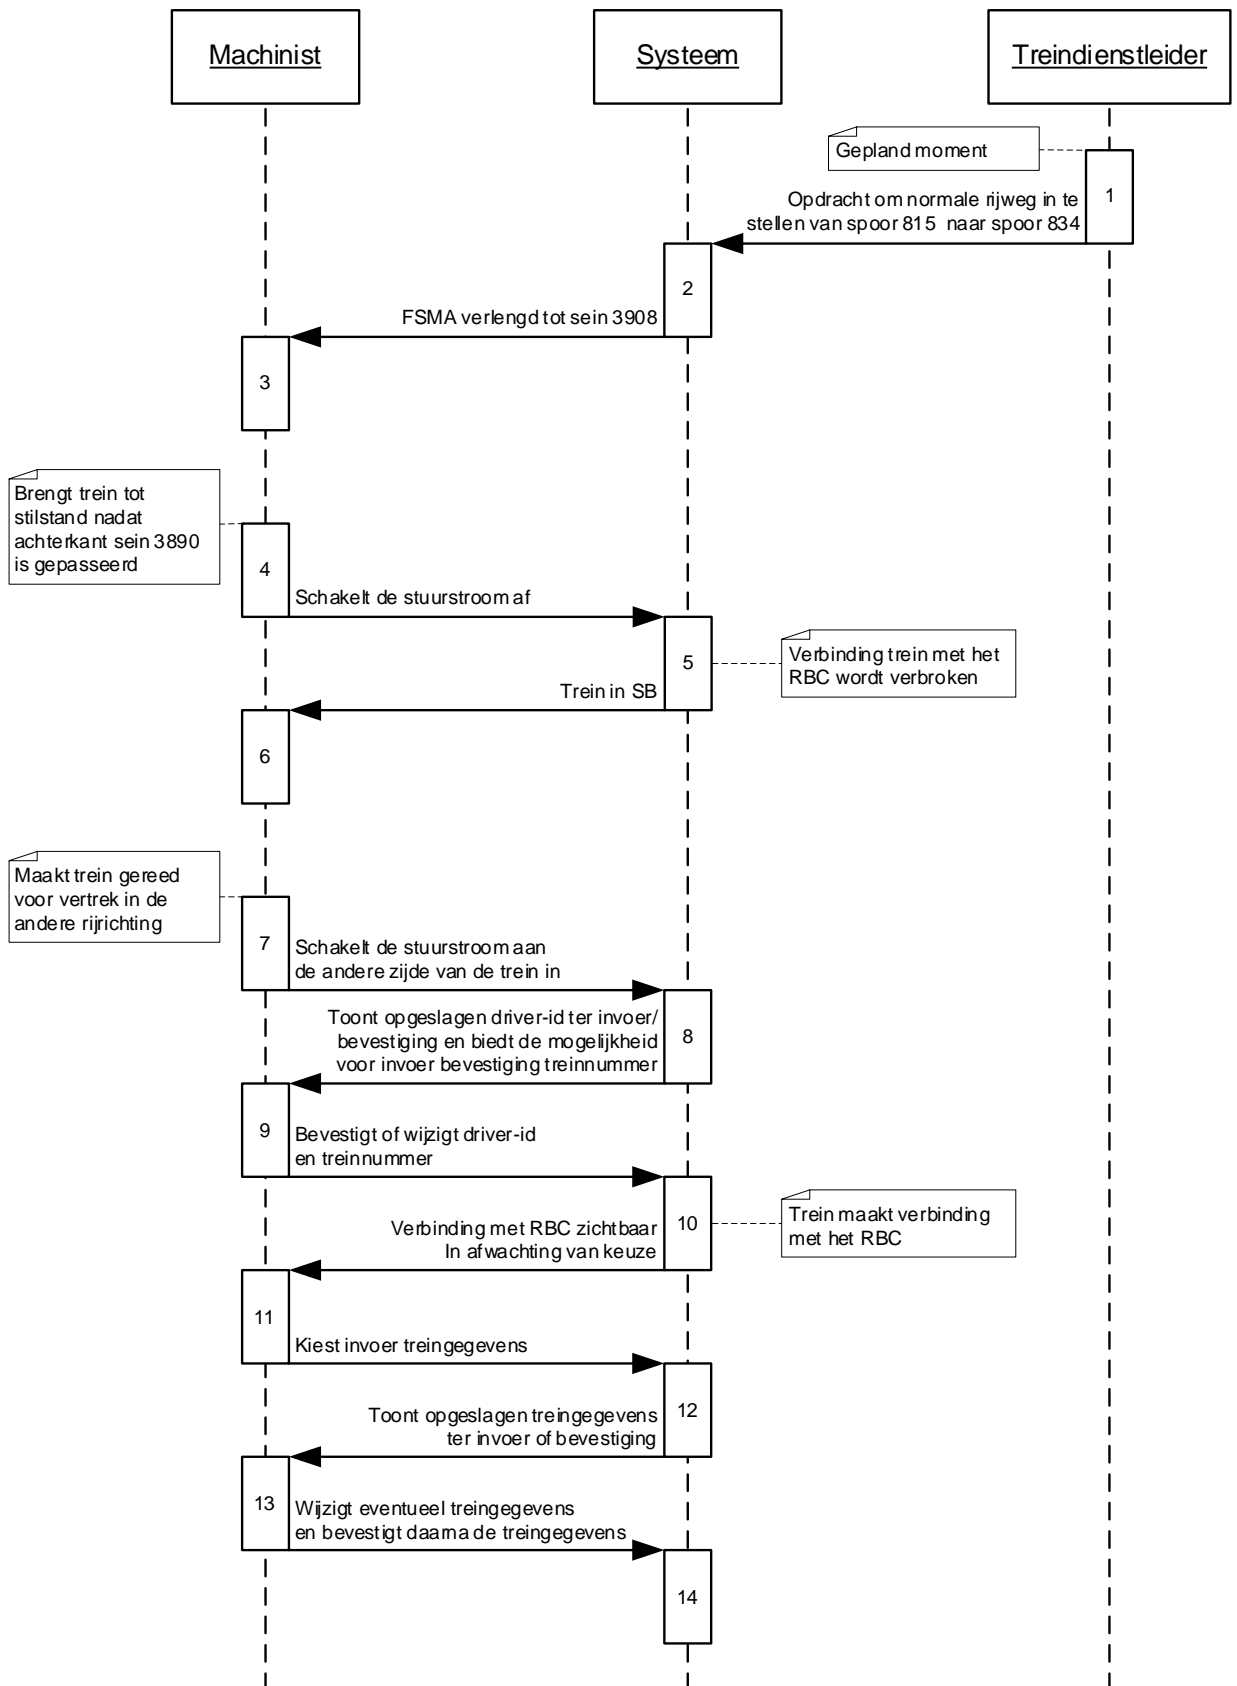 Machinist
Systeem
Treindienstleider
Gepland moment
1
Opdracht om normale rijweg in te
stellen van spoor 815 naar spoor 834
2
FSMA verlengd tot sein 3908
3
Brengt trein tot
stilstand nadat
achterkant sein 3890
is gepasseerd
4
Schakelt de stuurstroom af
5
Verbinding trein met het
RBC wordt verbroken
Trein in SB
6
Maakt trein gereed
voor vertrek in de
andere rijrichting
7
Schakelt de stuurstroom aan
de andere zijde van de trein in
8
Toont opgeslagen driver-id ter invoer/
bevestiging en biedt de mogelijkheid
voor invoer bevestiging treinnummer
9
Bevestigt of wijzigt driver-id
en treinnummer
10
Trein maakt verbinding
met het RBC
Verbinding met RBC zichtbaar
In afwachting van keuze
11
Kiest invoer treingegevens
12
Toont opgeslagen treingegevens
ter invoer of bevestiging
13
Wijzigt eventueel treingegevens
en bevestigt daarna de treingegevens
14